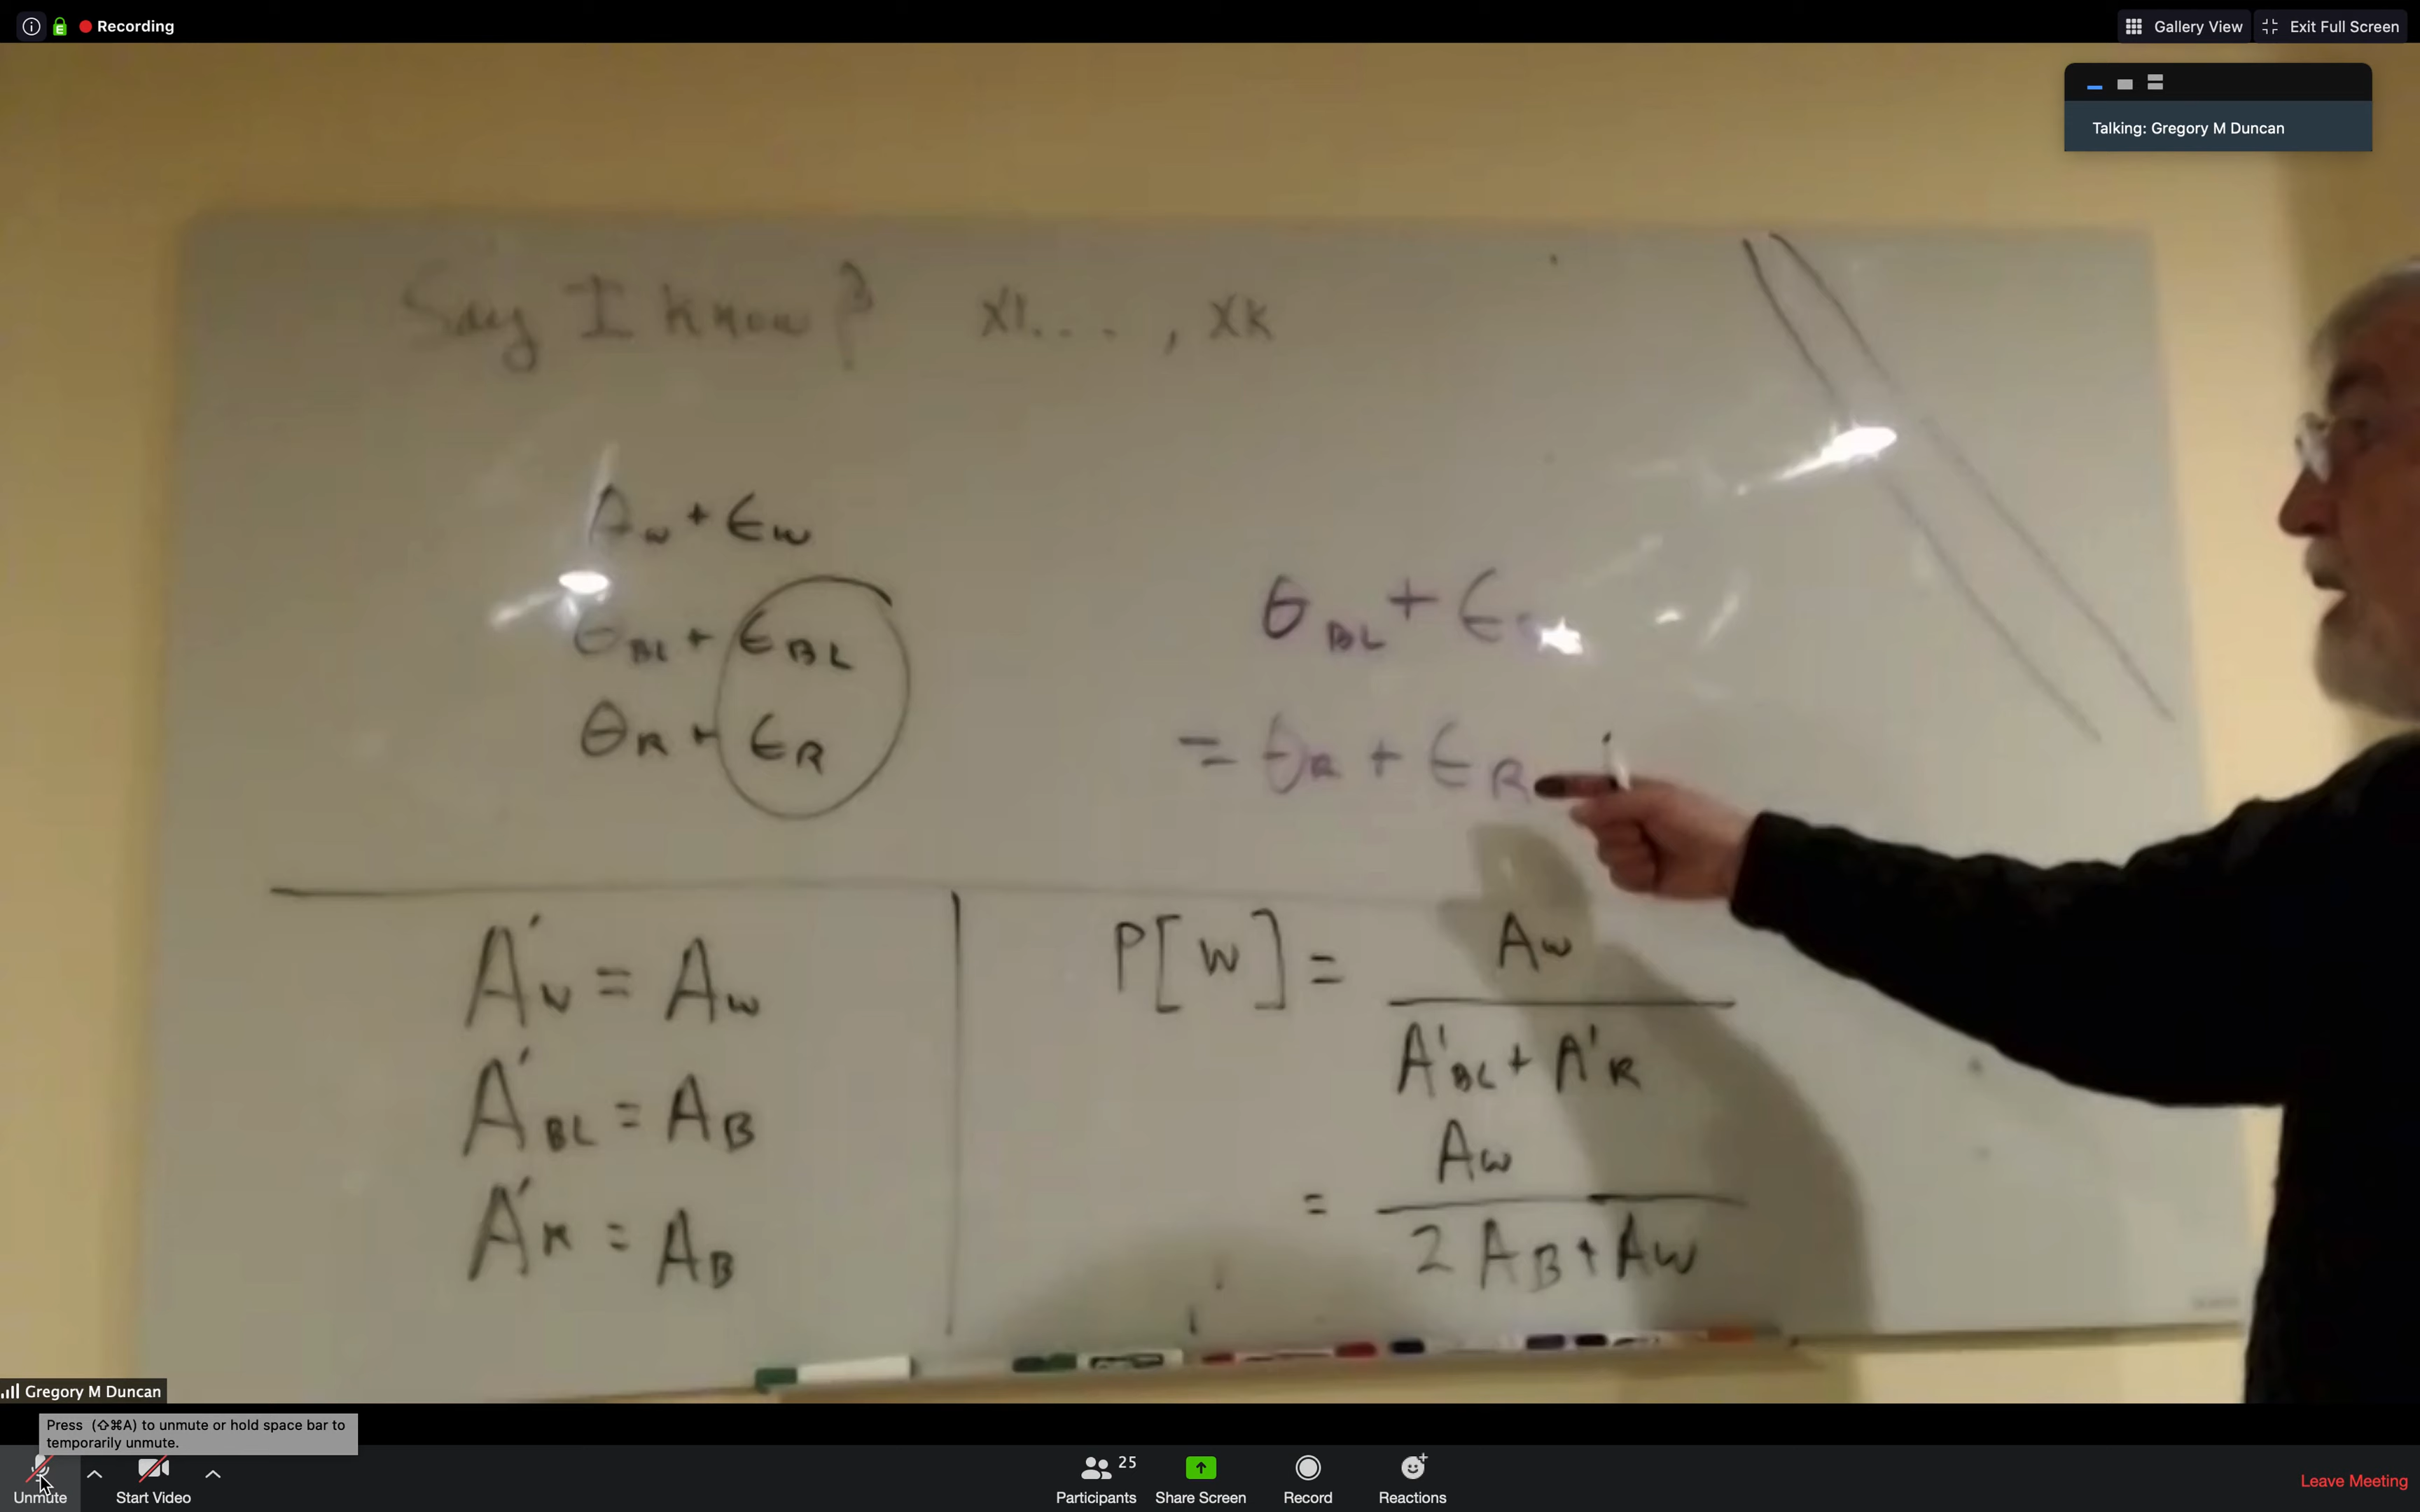 Recording
Gallery View
Exit Full Screen
Talking: Gregory M Duncan
Say I know? X1..., XK
Aw + ϵw
θBL + ϵBL
θR + ϵR
θBL + ϵ
= θR + ϵR
A'w = Aw
A'BL = AB
A'R = AB
P[W] = Aw
A'BL + A'R
= Aw
2AB + AW
Gregory M Duncan
Press (⇧⌘A) to unmute or hold space bar to
temporarily unmute.
Unmute
Start Video
Participants 25
Share Screen
Record
Reactions
Leave Meeting